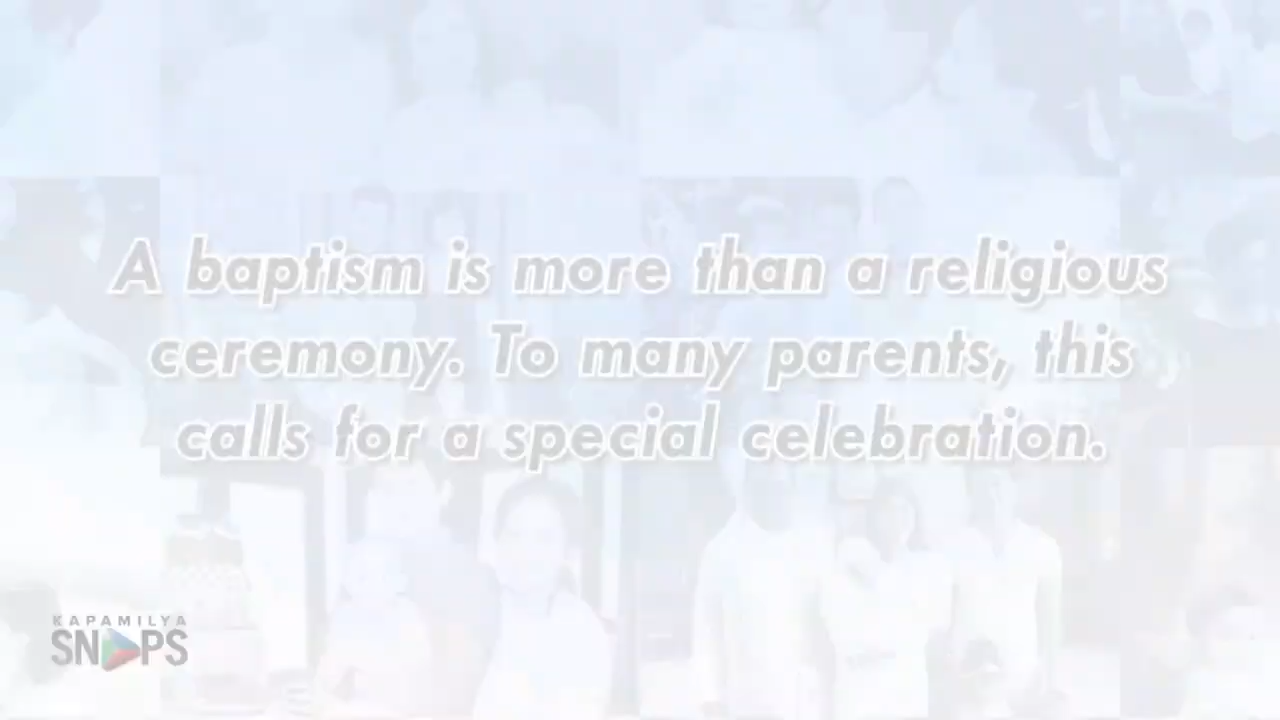 A baptism is more than a religious
ceremony. To many parents, this
calls for a special celebration.
KAPAMILYA
SNAPS